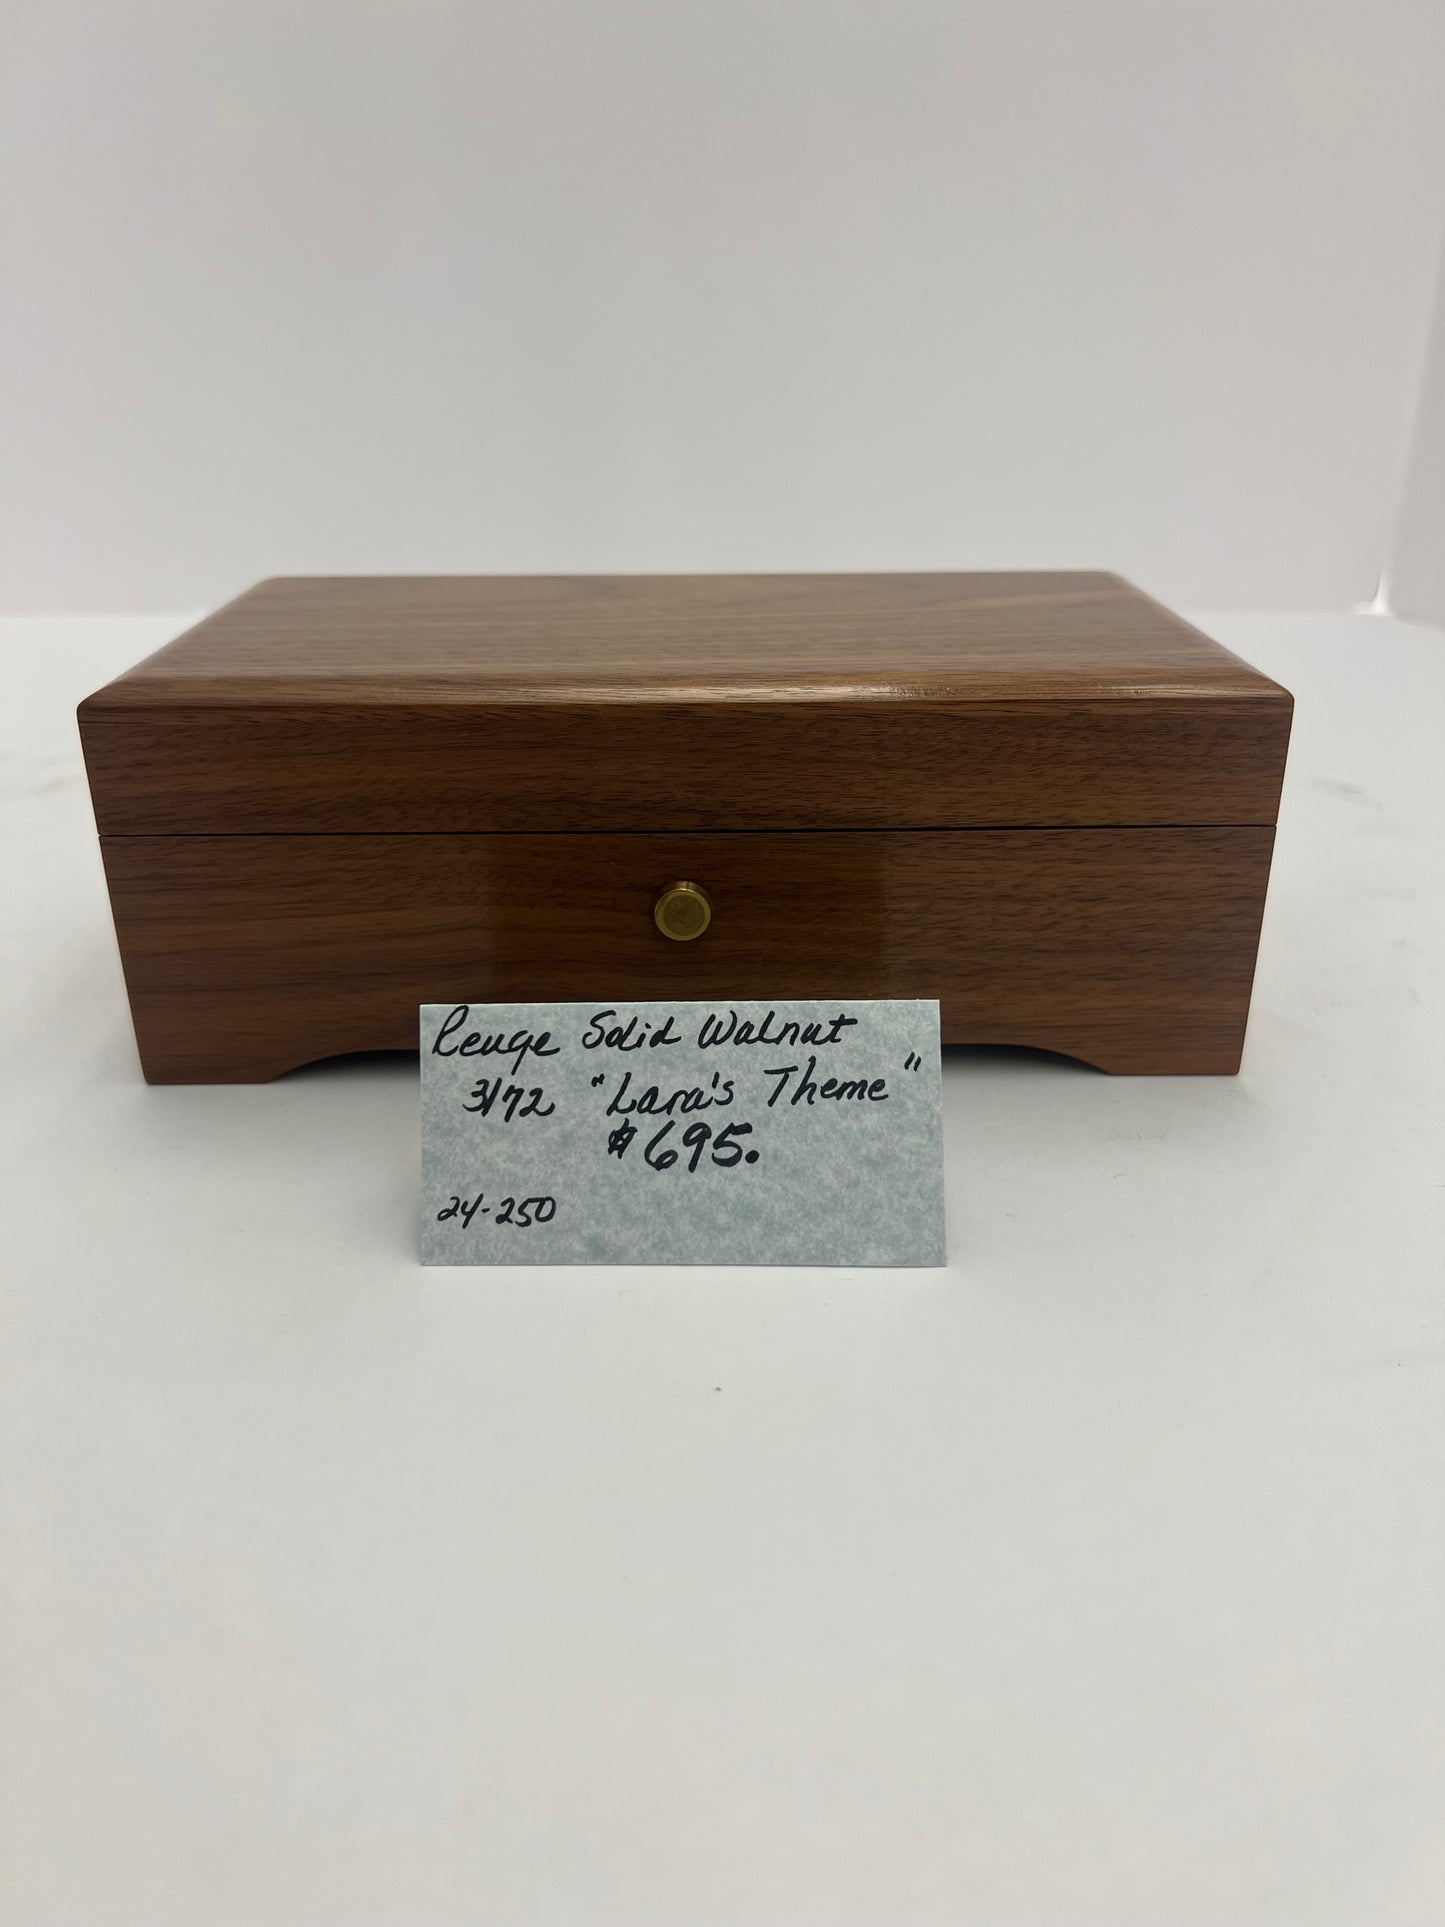 Reuge Solid Walnut
3/72 "Lara's Theme"
$695.
24-250